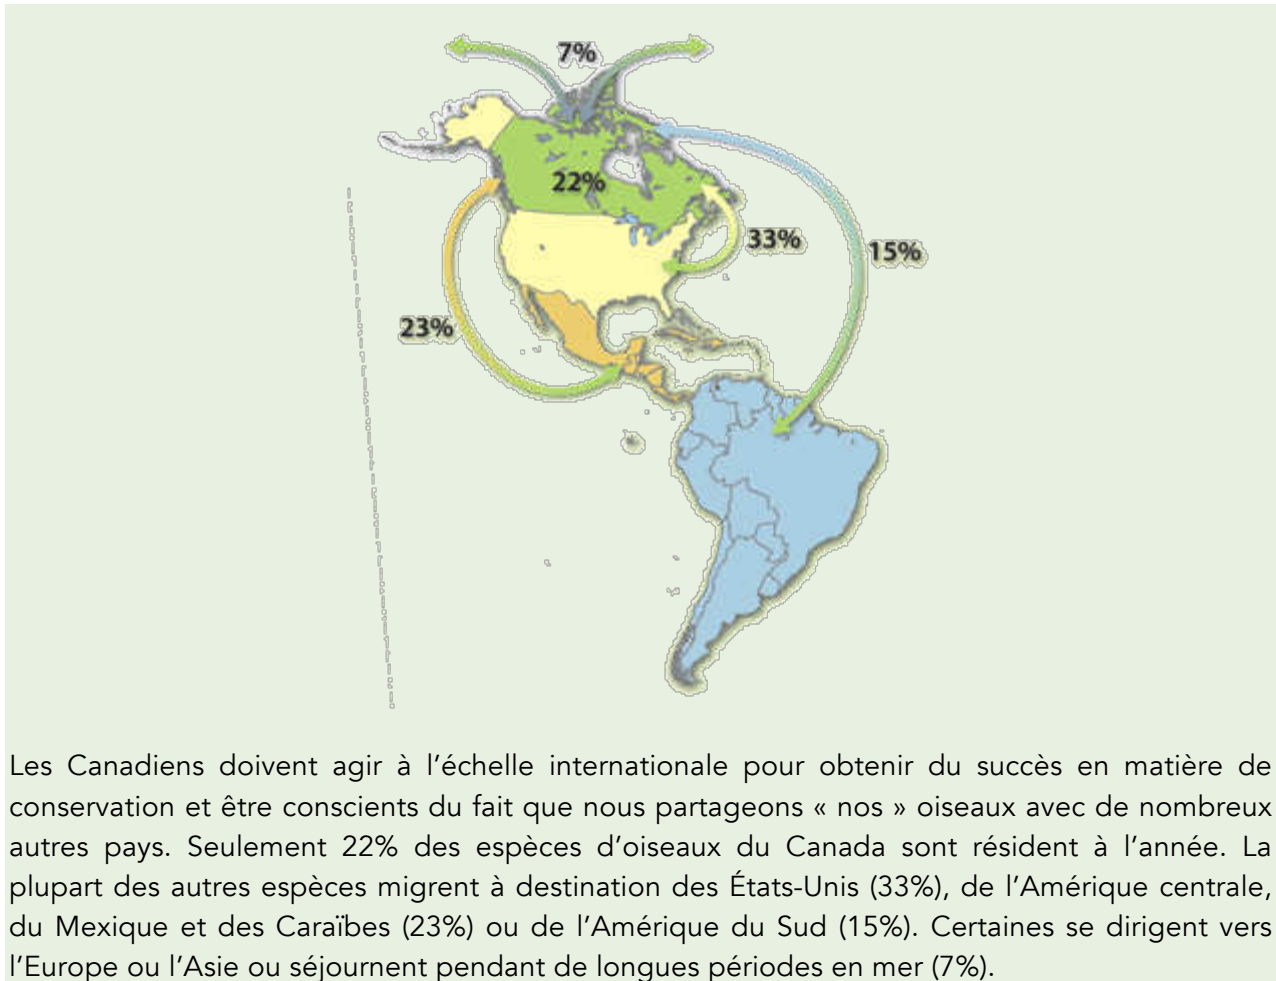 7%
22%
33%
15%
23%
Les Canadiens doivent agir à l’échelle internationale pour obtenir du succès en matière de
conservation et être conscients du fait que nous partageons « nos » oiseaux avec de nombreux
autres pays. Seulement 22% des espèces d’oiseaux du Canada sont résident à l’année. La
plupart des autres espèces migrent à destination des États-Unis (33%), de l’Amérique centrale,
du Mexique et des Caraïbes (23%) ou de l’Amérique du Sud (15%). Certaines se dirigent vers
l’Europe ou l’Asie ou séjournent pendant de longues périodes en mer (7%).